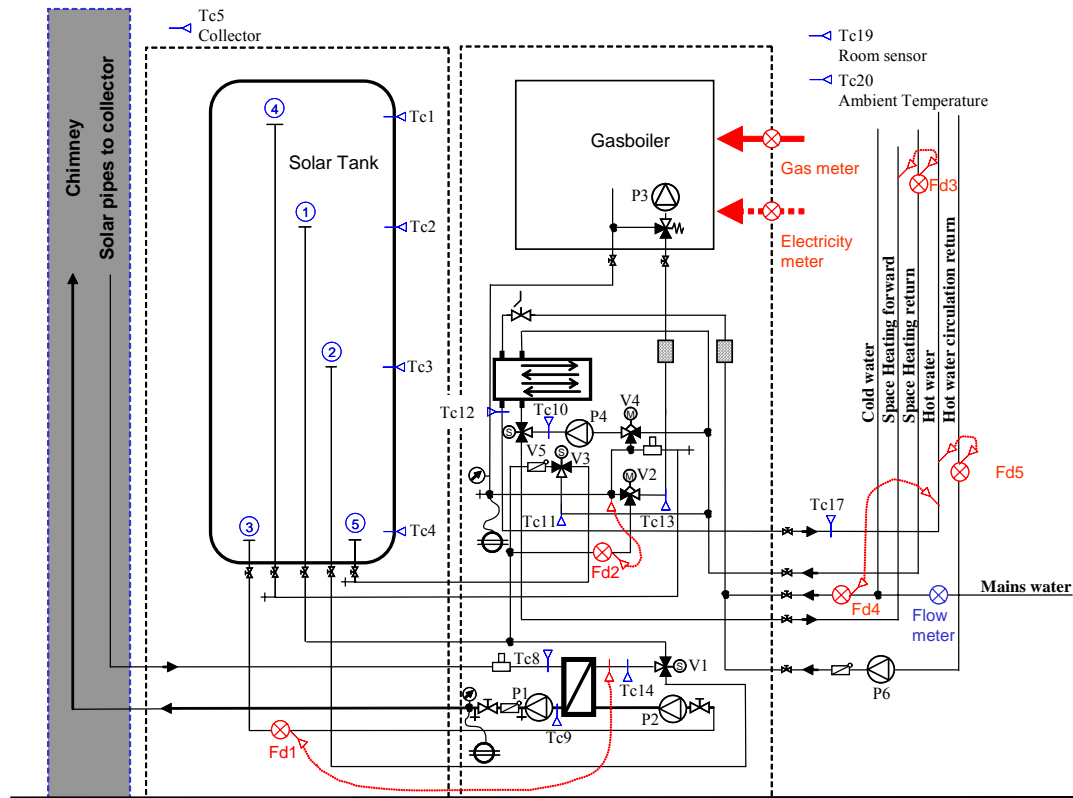 Tc5
Collector
Tc19
Room sensor
Tc20
Ambient Temperature
Chimney
Solar pipes to collector
4
Tc1
Solar Tank
Gasboiler
Gas meter
1
P3
Fd3
Tc2
Electricity
meter
2
Tc3
Cold water
Space Heating forward
Space Heating return
Hot water
Hot water circulation return
Tc12
Tc10
P4
V4
M
S
V5
S
V3
M
V2
Fd5
3
5
Tc4
Tc11
Tc13
Tc17
Fd2
Fd4
Mains water
Flow
meter
Tc8
Tc14
S
V1
P6
P1
P2
Tc9
Fd1